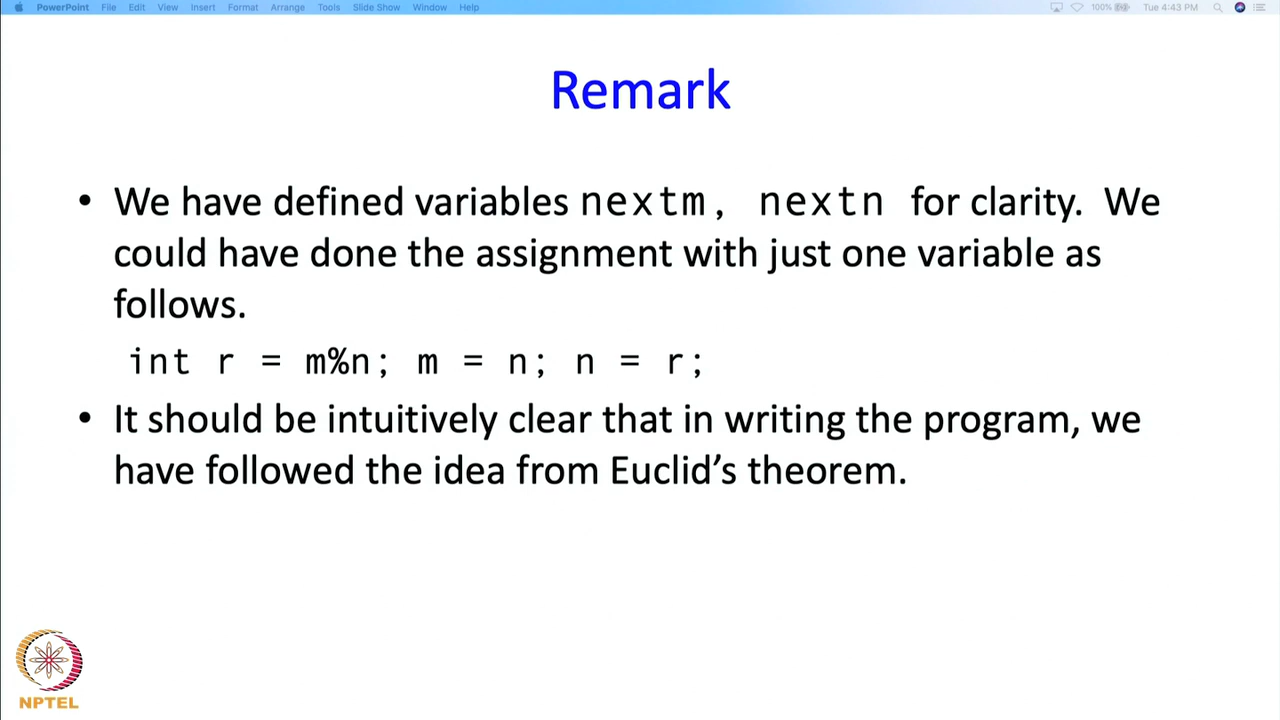 PowerPoint File Edit View Insert Format Arrange Tools Slide Show Window Help 100% Tue 4:43 PM
Remark
• We have defined variables nextm, nextn for clarity. We
could have done the assignment with just one variable as
follows.
int r = m%n; m = n; n = r;
• It should be intuitively clear that in writing the program, we
have followed the idea from Euclid’s theorem.
NPTEL